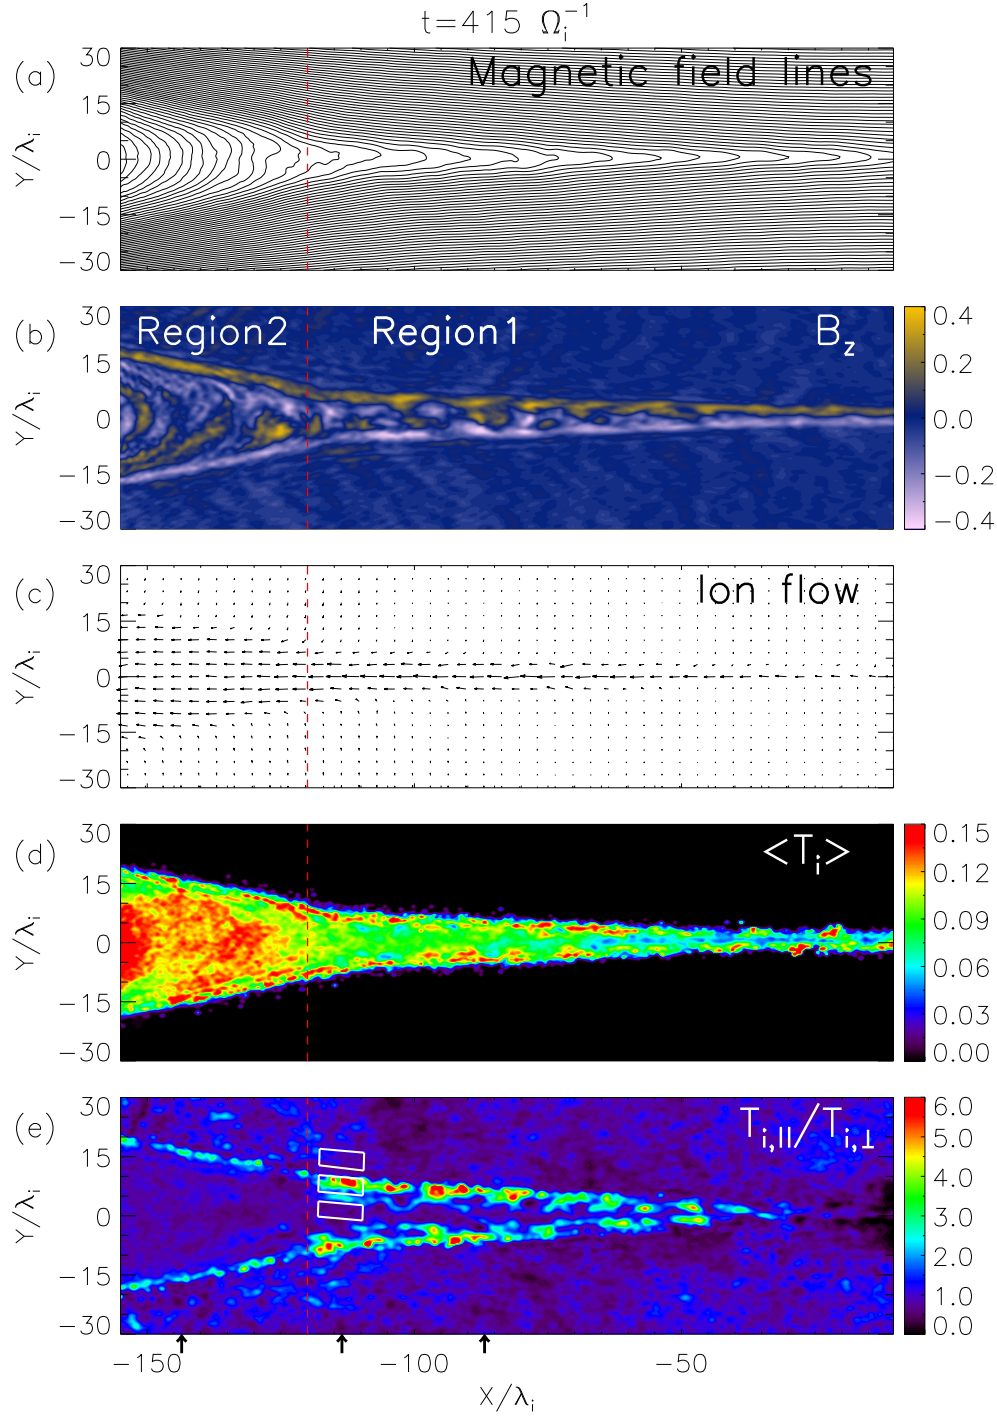 t=415 Ω_i^{-1}
(a)
Magnetic field lines
Y/λ_i
30
15
0
−15
−30
(b)
Region2
Region1
B_z
Y/λ_i
30
15
0
−15
−30
0.4
0.2
0.0
−0.2
−0.4
(c)
Ion flow
Y/λ_i
30
15
0
−15
−30
(d)
<T_i>
Y/λ_i
30
15
0
−15
−30
0.15
0.12
0.09
0.06
0.03
0.00
(e)
T_{i,||}/T_{i,⊥}
Y/λ_i
30
15
0
−15
−30
6.0
5.0
4.0
3.0
2.0
1.0
0.0
−150
−100
−50
X/λ_i